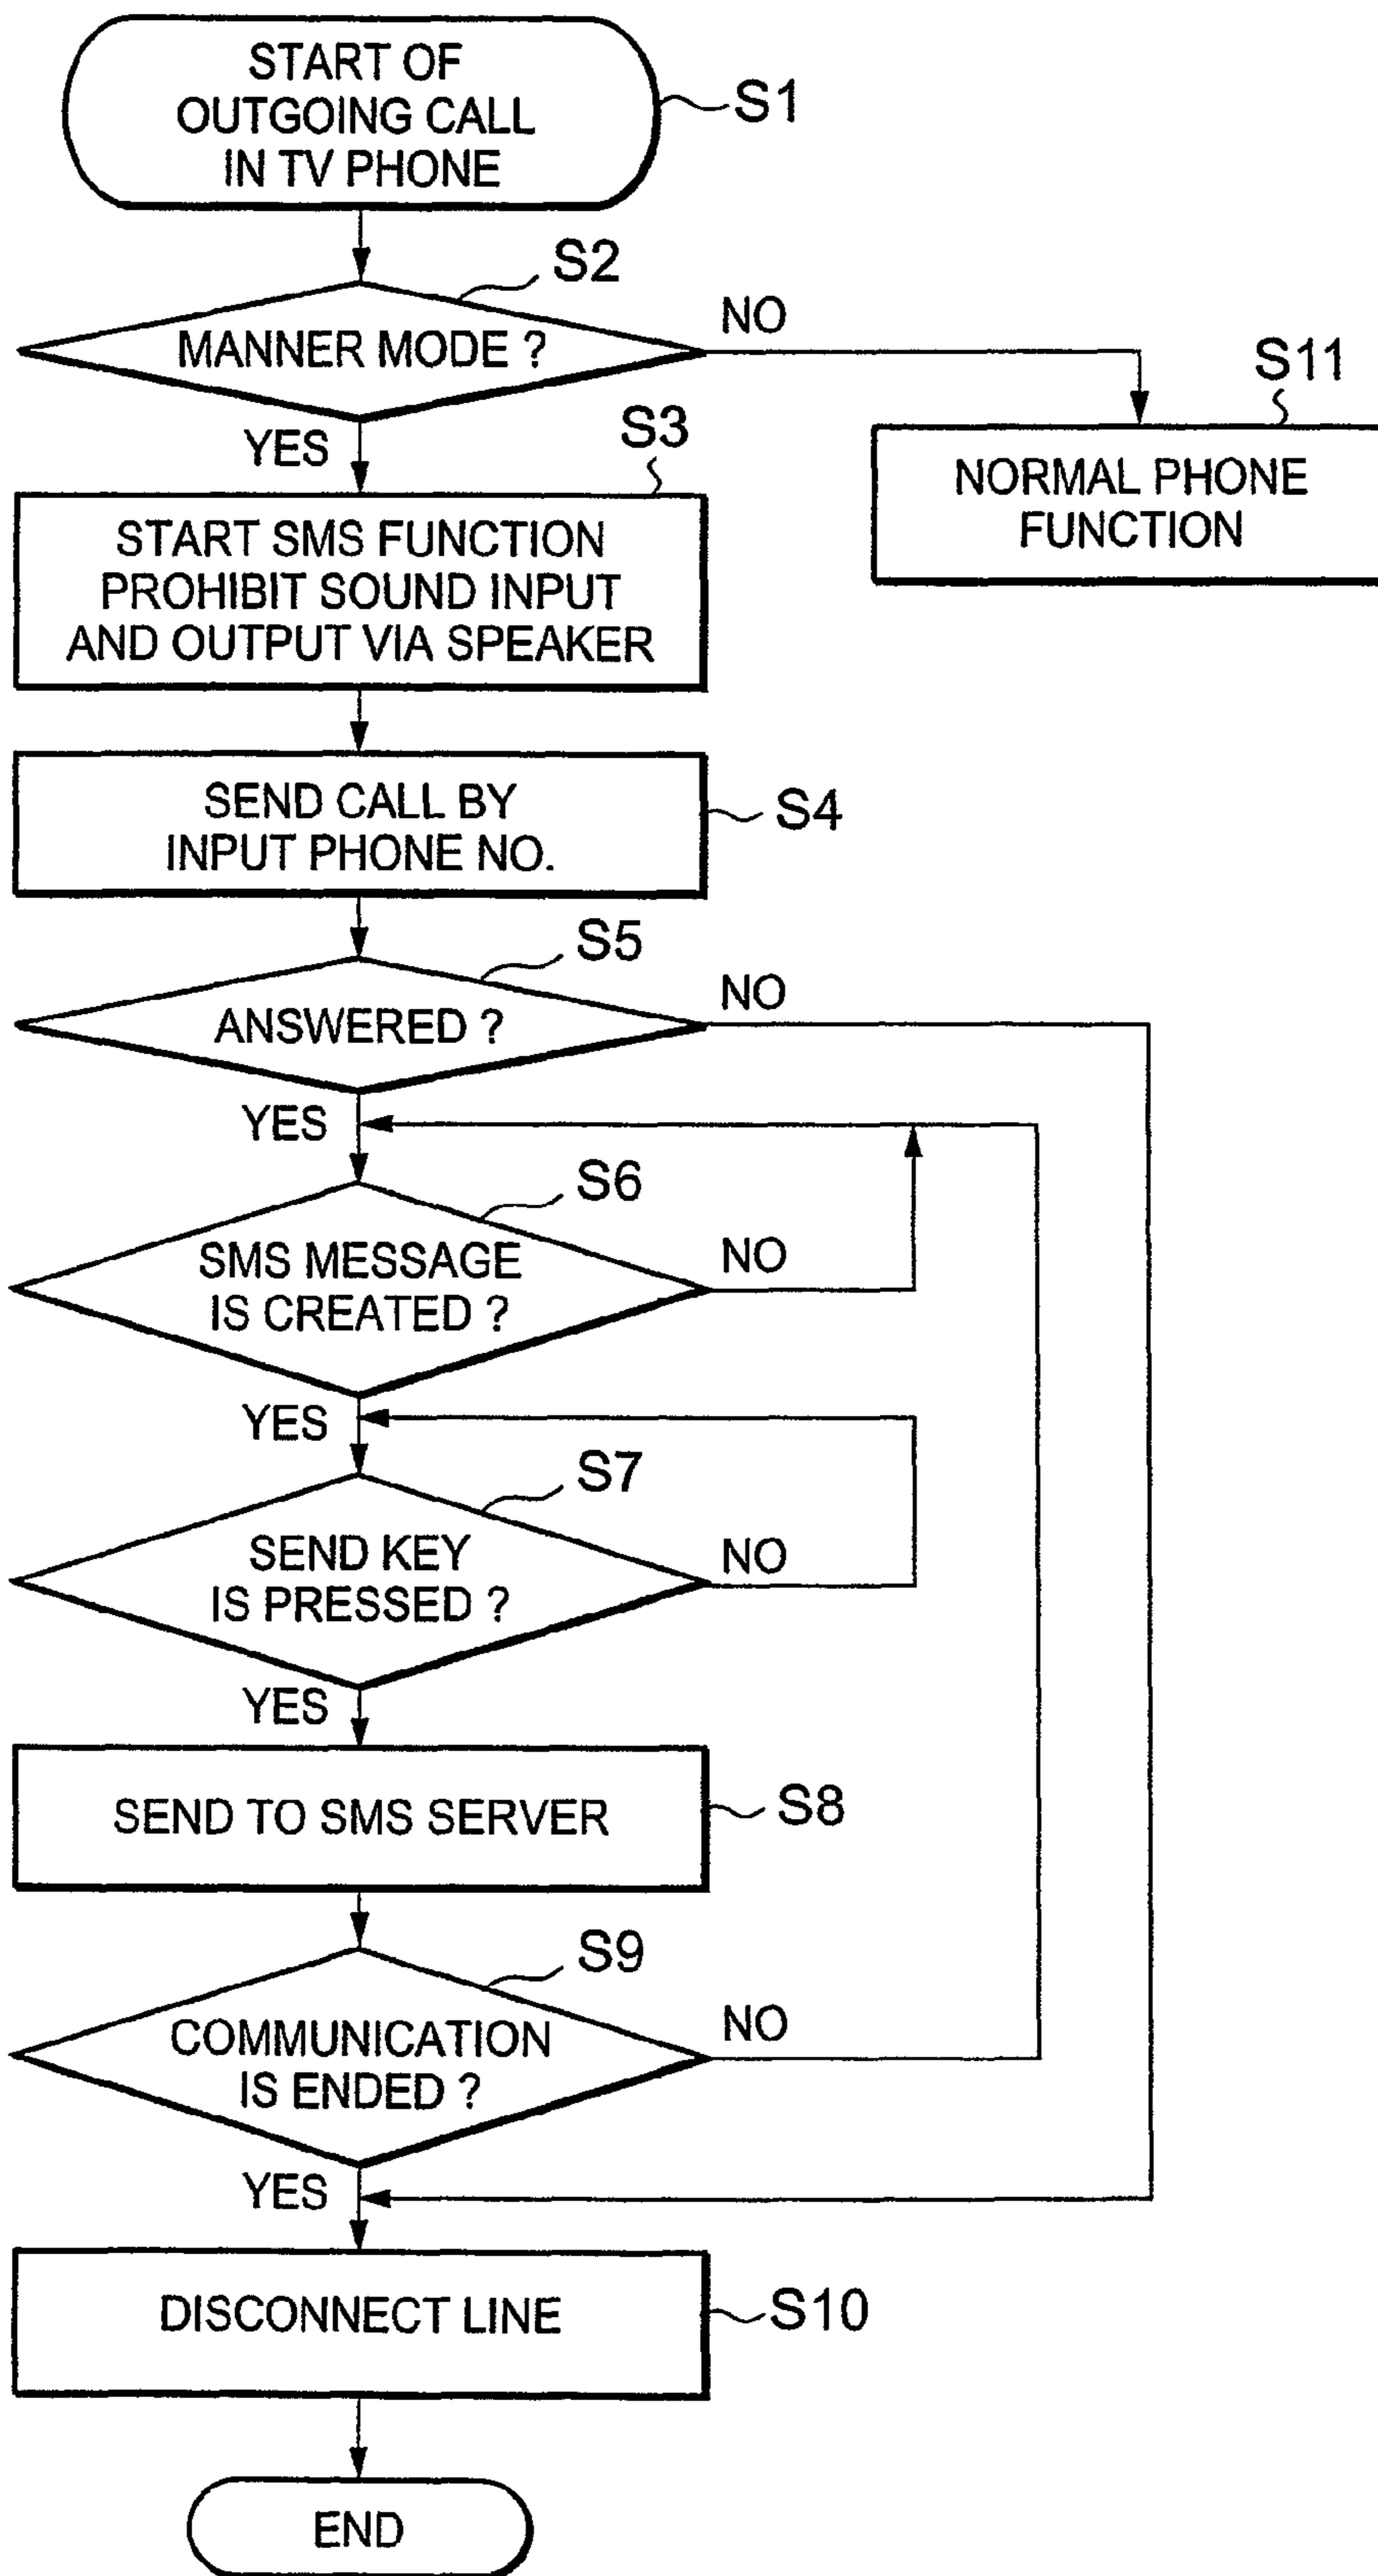 START OF
OUTGOING CALL
IN TV PHONE
S1
S2
MANNER MODE ?
NO
YES
S11
NORMAL PHONE
FUNCTION
S3
START SMS FUNCTION
PROHIBIT SOUND INPUT
AND OUTPUT VIA SPEAKER
SEND CALL BY
INPUT PHONE NO.
S4
S5
ANSWERED ?
NO
YES
S6
SMS MESSAGE
IS CREATED ?
NO
YES
S7
SEND KEY
IS PRESSED ?
NO
YES
SEND TO SMS SERVER
S8
S9
COMMUNICATION
IS ENDED ?
NO
YES
DISCONNECT LINE
S10
END